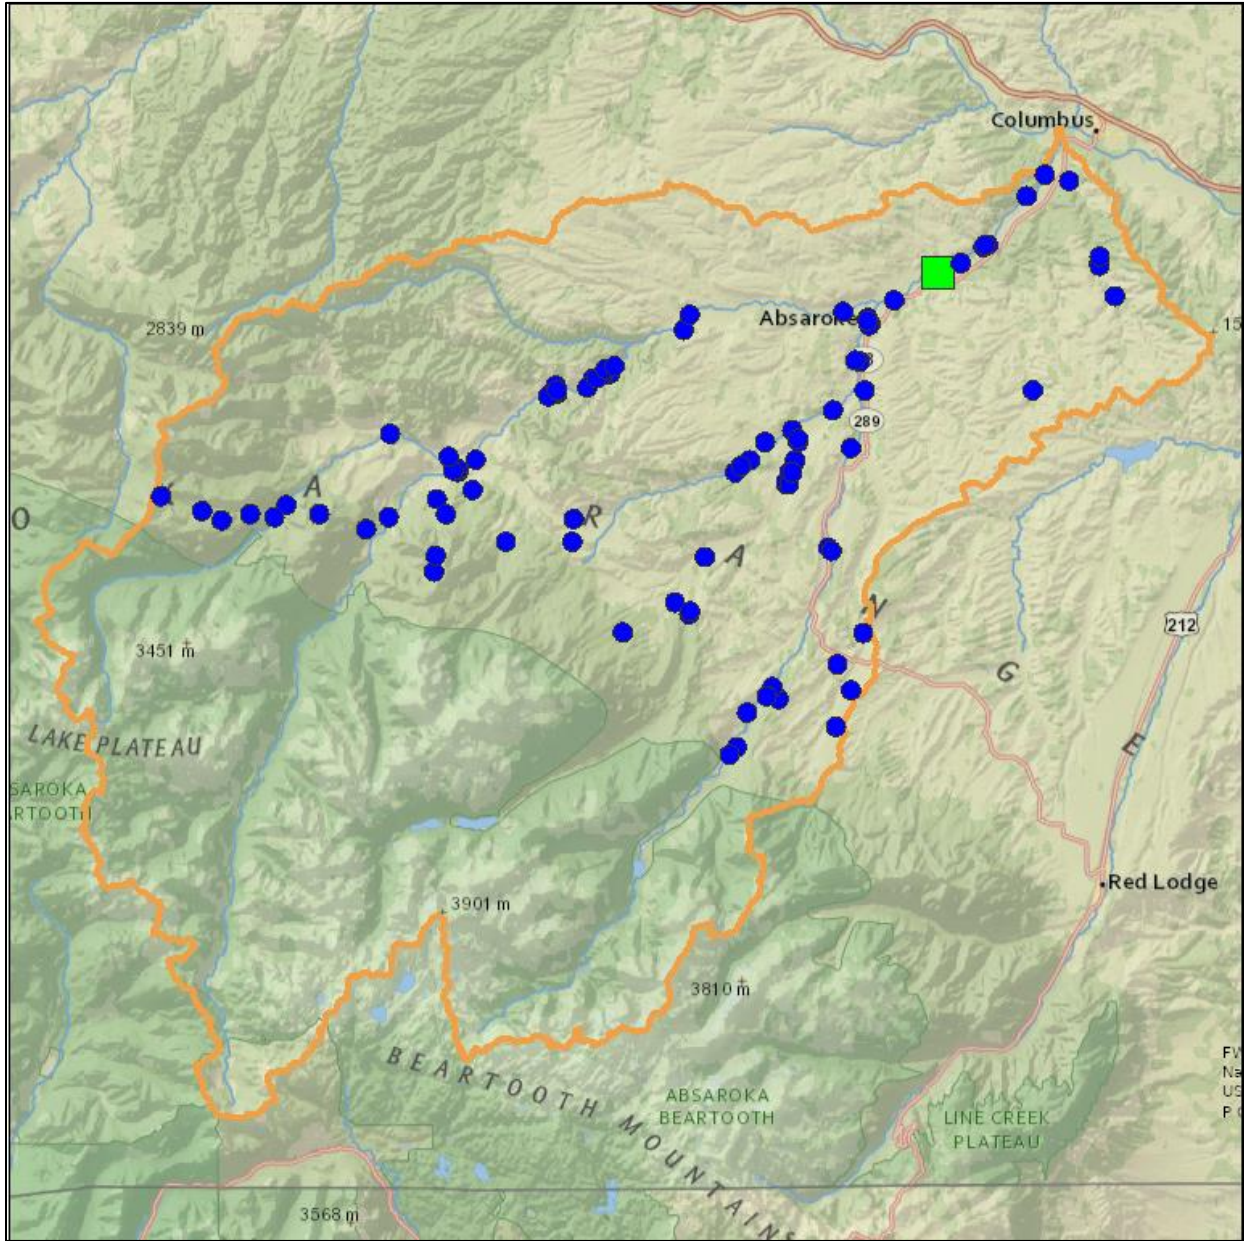 Columbus
2839 m
Absaroke
15
289
K
A
O
R
A
3451 m
N
212
G
LAKE PLATEAU
E
SAROKA
RTOOTH
Red Lodge
3901 m
3810 m
BEARTOOTH MOUNTAINS
ABSAROKA
BEARTOOTH
LINE CREEK
PLATEAU
FW
Na
US
P
3568 m